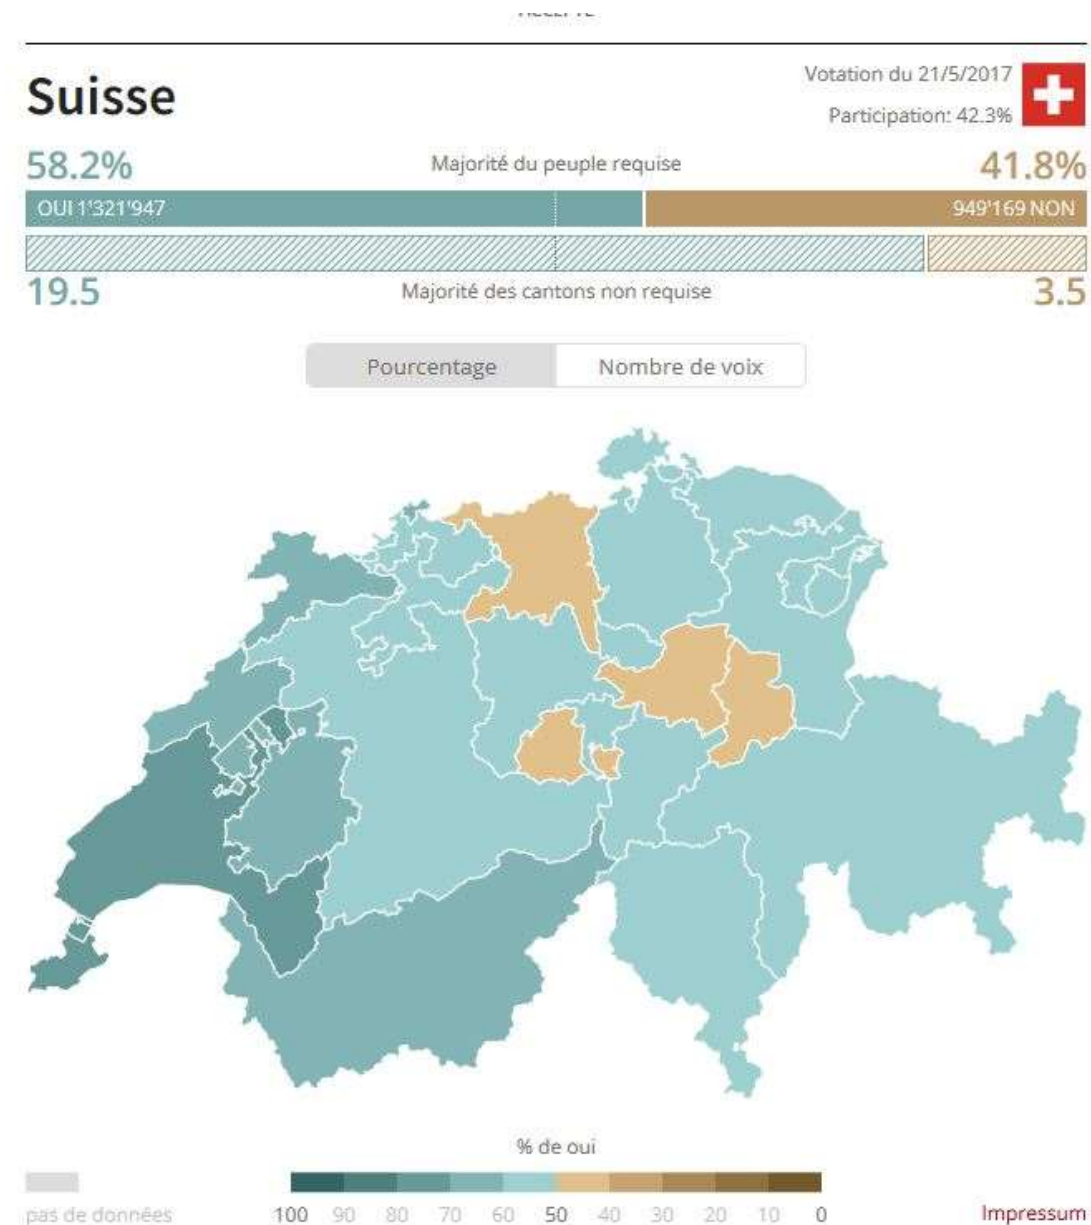 Suisse
Votation du 21/5/2017
Participation: 42.3%
58.2%
Majorité du peuple requise
41.8%
OUI 1'321'947
949'169 NON
19.5
Majorité des cantons non requise
3.5
Pourcentage
Nombre de voix
% de oui
pas de données
100 90 80 70 60 50 40 30 20 10 0
Impressum